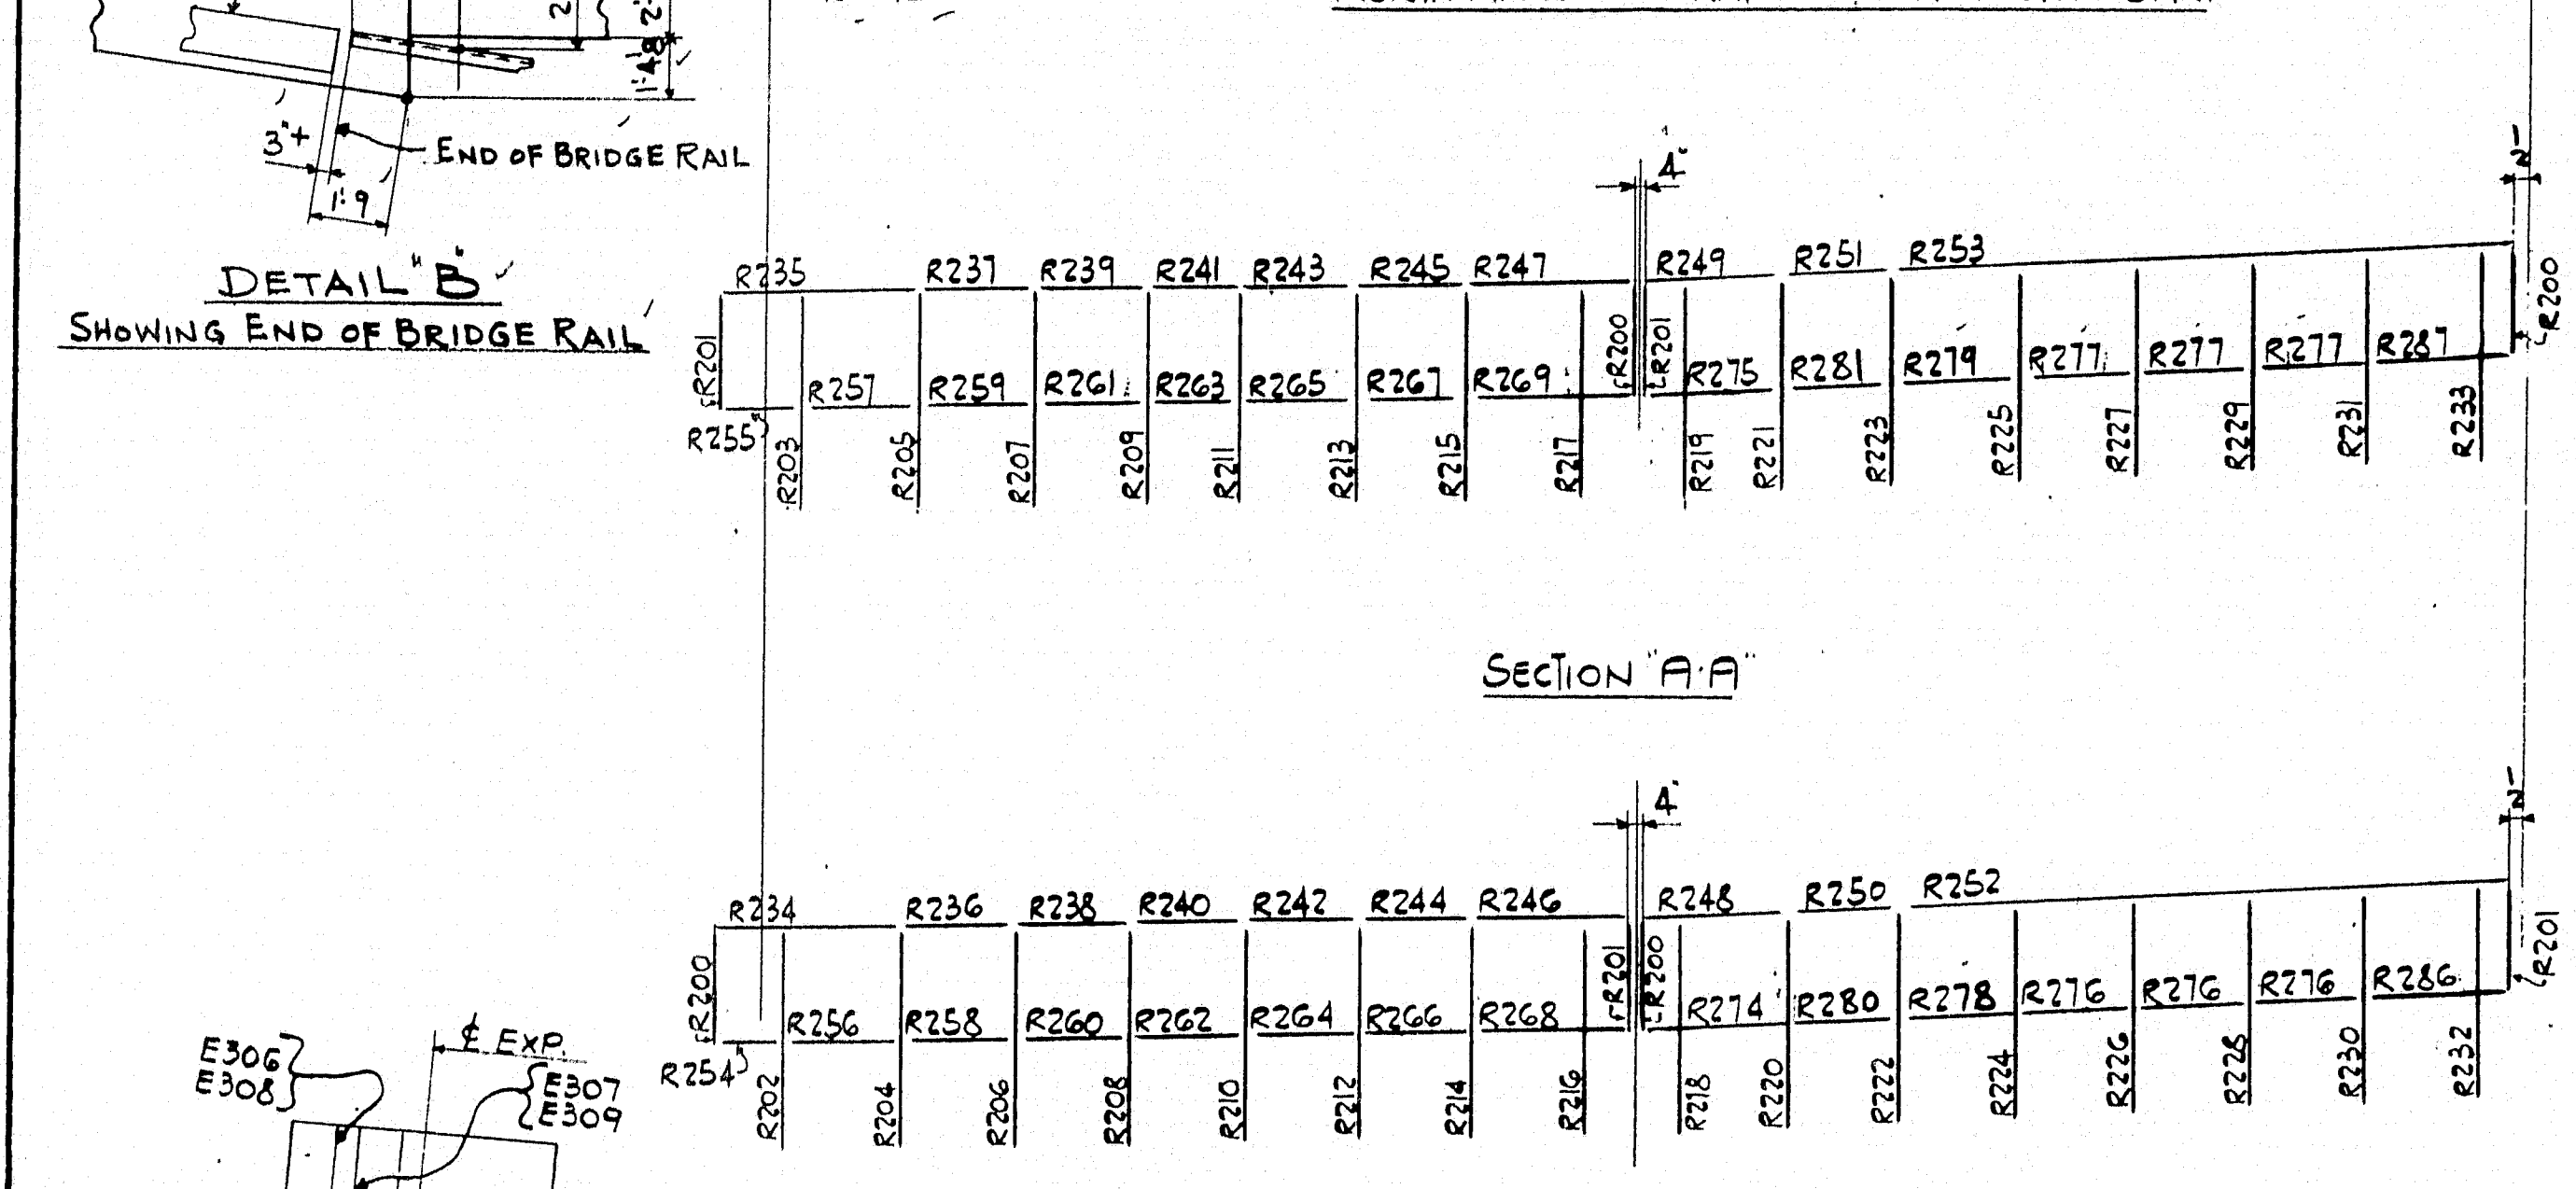 2
2'
1'-4 1/8
3"+
END OF BRIDGE RAIL
1'-9
DETAIL "B"
SHOWING END OF BRIDGE RAIL
4"
R235 R237 R239 R241 R243 R245 R247 R249 R251 R253
R201 R200 R201 R200
R257 R259 R261 R263 R265 R267 R269 R275 R281 R279 R277 R277 R277 R287
R255
R203 R205 R207 R209 R211 R213 R215 R217 R219 R221 R223 R225 R227 R229 R231 R233
SECTION "A-A"
4"
R234 R236 R238 R240 R242 R244 R246 R248 R250 R252
R200 R201 R200 R201
R256 R258 R260 R262 R264 R266 R268 R274 R280 R278 R276 R276 R276 R286
R254
R202 R204 R206 R208 R210 R212 R214 R216 R218 R220 R222 R224 R226 R228 R230 R232
℄ EXP.
E306
E308
E307
E309